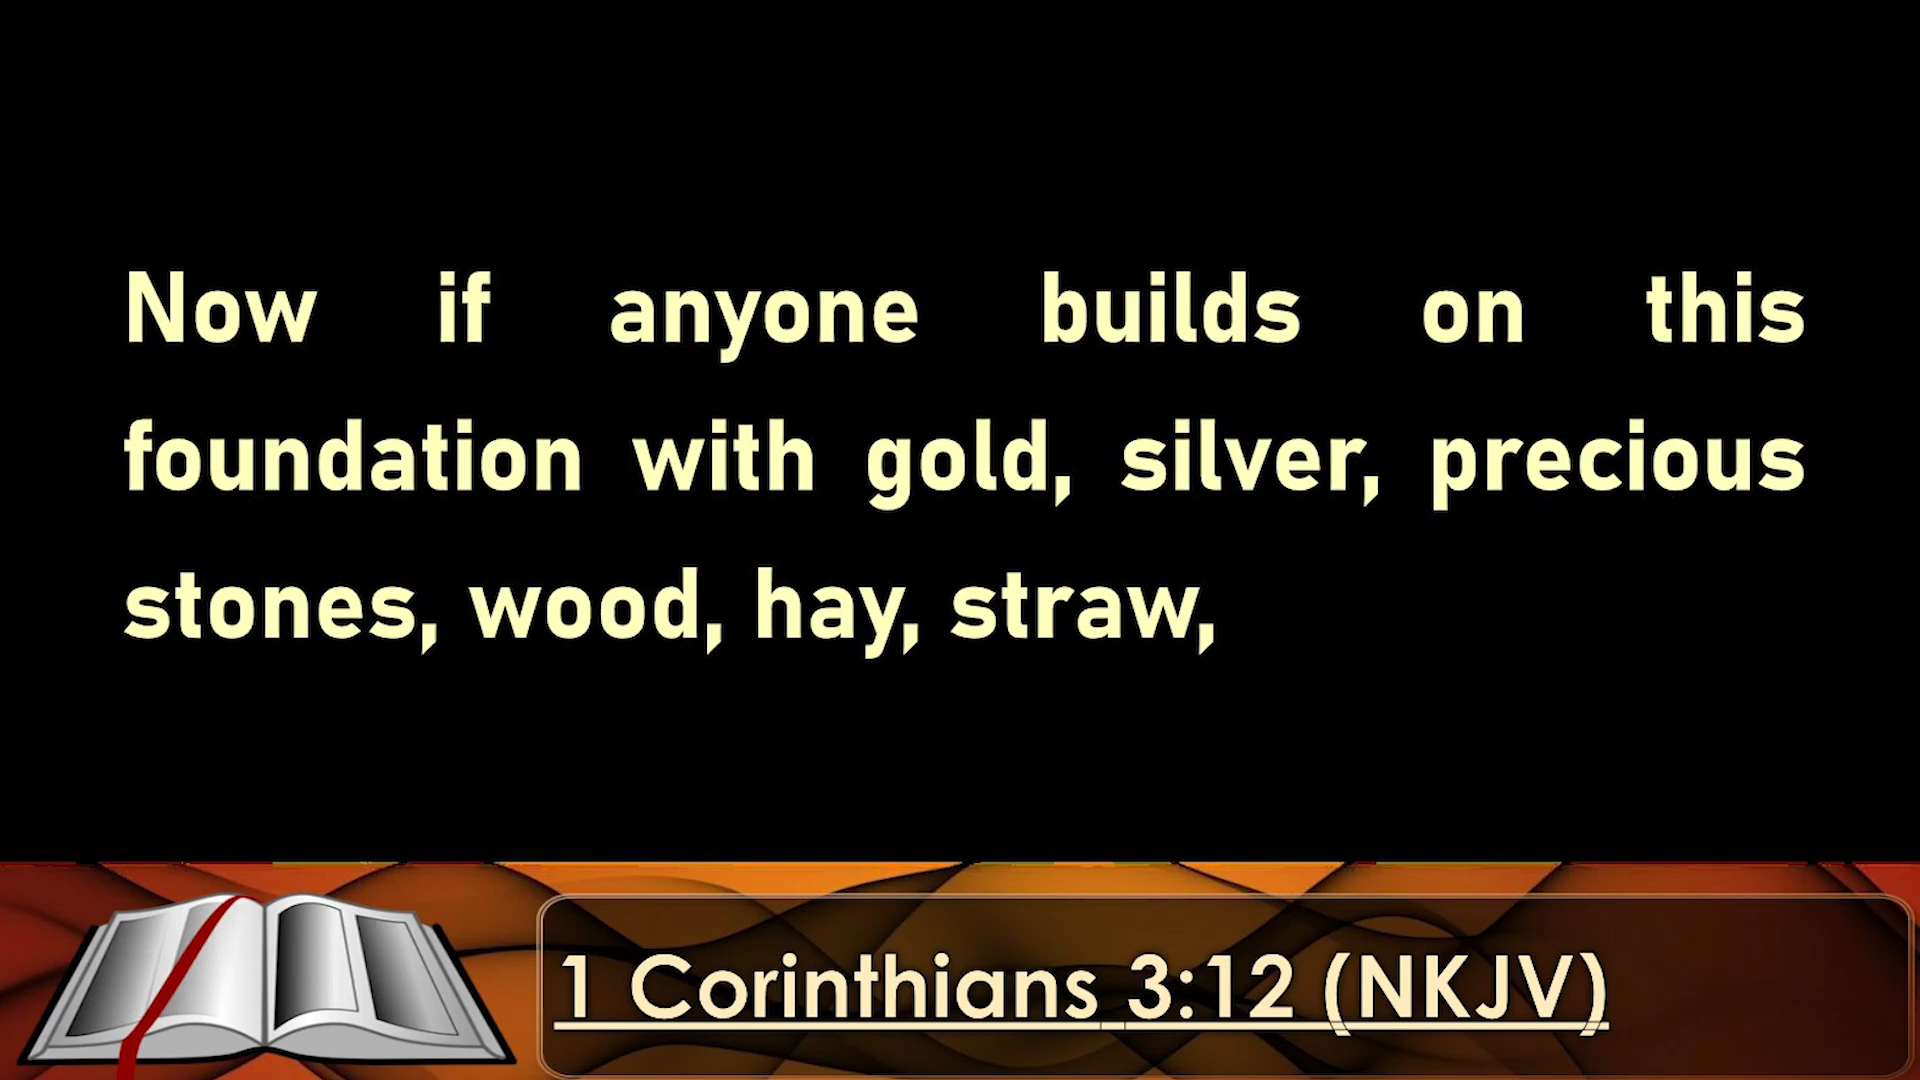 Now if anyone builds on this
foundation with gold, silver, precious
stones, wood, hay, straw,
1 Corinthians 3:12 (NKJV)